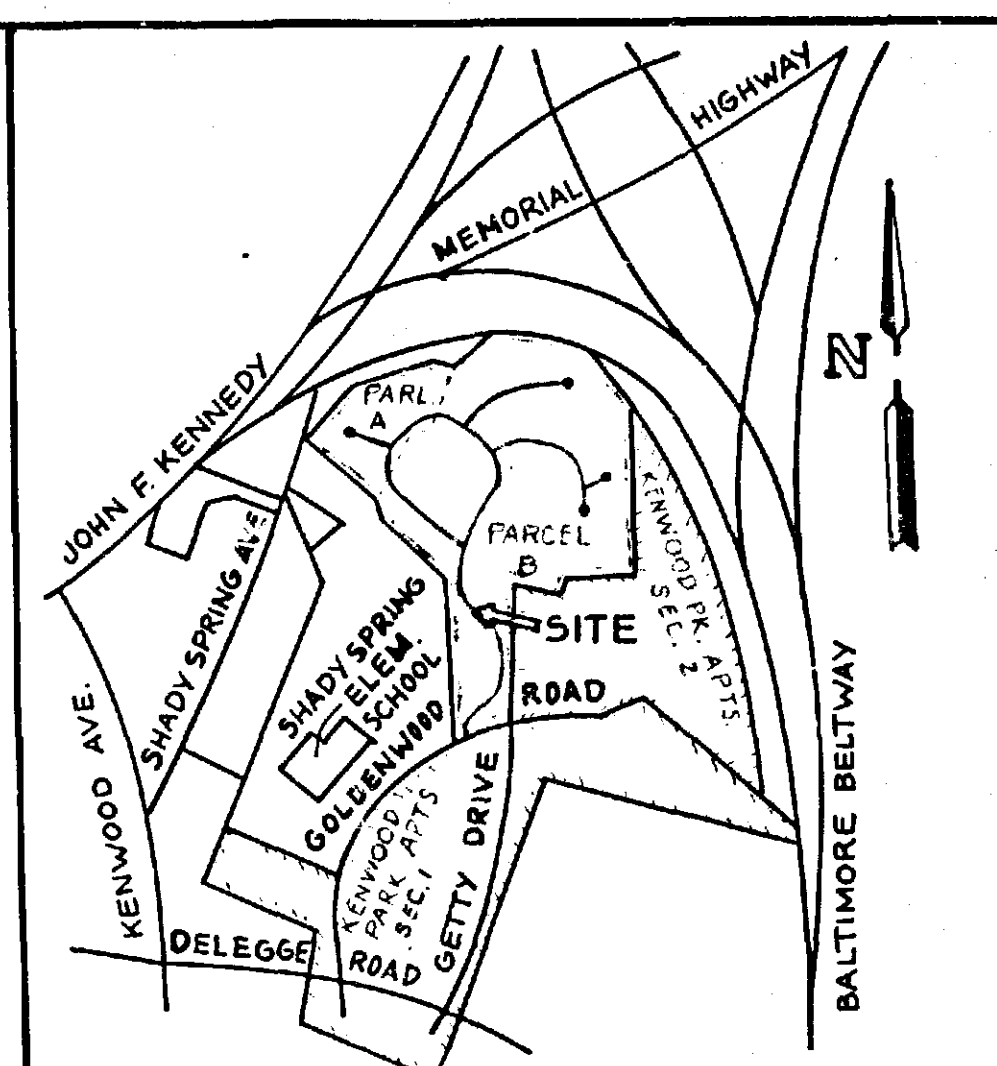 MEMORIAL HIGHWAY
JOHN F. KENNEDY
N
PARCEL
A
PARCEL
B
KENWOOD PK. APTS.
SEC. 2
SITE
SHADY SPRING AVE.
SHADY SPRING
ELEM.
SCHOOL
GOLDENWOOD
ROAD
KENWOOD AVE.
KENWOOD
PARK APTS
SEC. 1
GETTY DRIVE
DELEGGE
ROAD
BALTIMORE BELTWAY